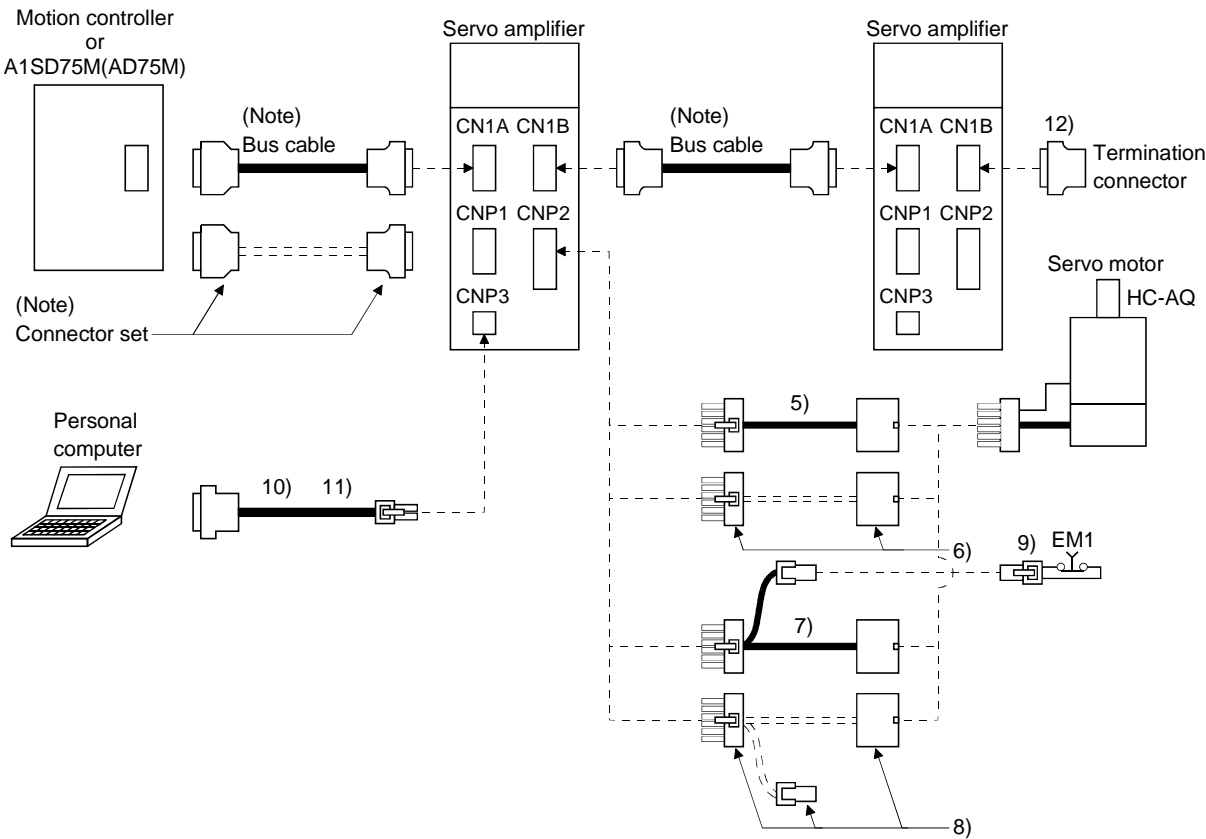 Motion controller
or
A1SD75M(AD75M)
Servo amplifier
Servo amplifier
(Note)
Bus cable
CN1A CN1B
(Note)
Bus cable
CN1A CN1B
12)
Termination
connector
CNP1 CNP2
CNP1 CNP2
(Note)
Connector set
CNP3
CNP3
Servo motor
HC-AQ
Personal
computer
5)
10) 11)
6)
9) EM1
7)
8)